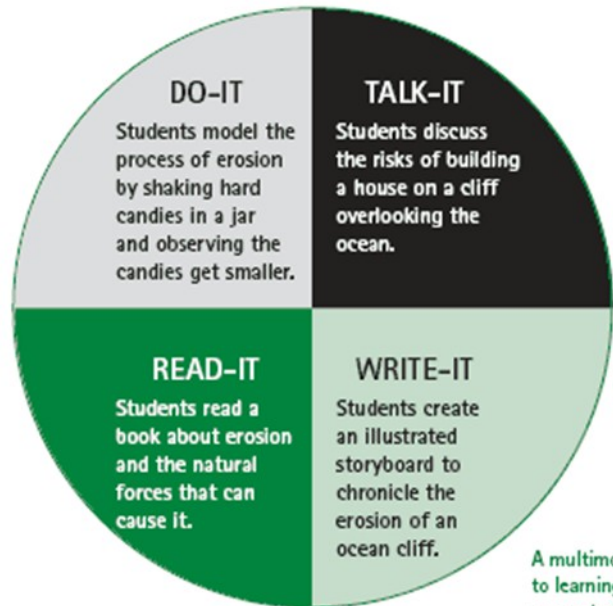 DO-IT
Students model the
process of erosion
by shaking hard
candies in a jar
and observing the
candies get smaller.
TALK-IT
Students discuss
the risks of building
a house on a cliff
overlooking the
ocean.
READ-IT
Students read a
book about erosion
and the natural
forces that can
cause it.
WRITE-IT
Students create
an illustrated
storyboard to
chronicle the
erosion of an
ocean cliff.
A
to learning